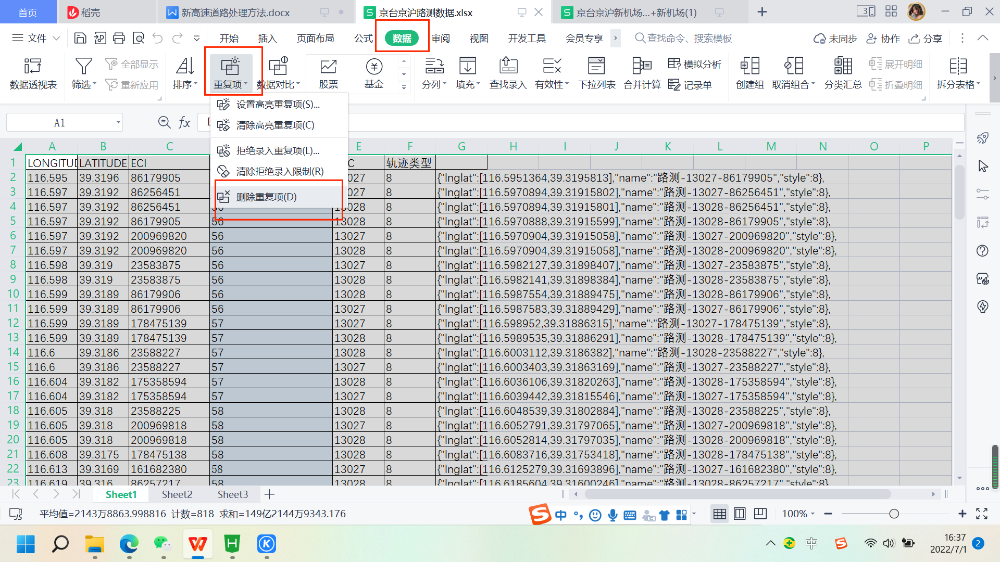 首页 稻壳 新高速道路处理方法.docx 京台京沪路测数据.xlsx 京台京沪新机场...+新机场(1)
文件 开始 插入 页面布局 公式 数据 审阅 视图 开发工具 会员专享 查找命令、搜索模板 未同步 协作 分享
数据透视表 筛选 全部显示 重新应用 排序 重复项 数据对比 股票 基金 分列 填充 查找录入 有效性 下拉列表 合并计算 模拟分析 记录单 创建组 取消组合 分类汇总 展开明细 折叠明细 拆分表格
设置高亮重复项(S)...
清除高亮重复项(C)
拒绝录入重复项(L)...
清除拒绝录入限制(R)
删除重复项(D)
A1 fx
A B C E F G H I J K L M N O P
1 LONGITUD LATITUDE ECI C 轨迹类型
2 116.595 39.3196 86179905 027 8 {"lnglat":[116.5951364,39.3195813],"name":"路测-13027-86179905","style":8},
3 116.597 39.3192 86256451 027 8 {"lnglat":[116.5970894,39.31915802],"name":"路测-13027-86256451","style":8},
4 116.597 39.3192 86256451 56 13028 8 {"lnglat":[116.5970894,39.31915801],"name":"路测-13028-86256451","style":8},
5 116.597 39.3192 86179905 56 13028 8 {"lnglat":[116.5970888,39.31915599],"name":"路测-13028-86179905","style":8},
6 116.597 39.3192 200969820 56 13027 8 {"lnglat":[116.5970904,39.31915058],"name":"路测-13027-200969820","style":8},
7 116.597 39.3192 200969820 56 13028 8 {"lnglat":[116.5970904,39.31915058],"name":"路测-13028-200969820","style":8},
8 116.598 39.319 23583875 56 13027 8 {"lnglat":[116.5982127,39.31898407],"name":"路测-13027-23583875","style":8},
9 116.598 39.319 23583875 56 13028 8 {"lnglat":[116.5982141,39.31898384],"name":"路测-13028-23583875","style":8},
10 116.599 39.3189 86179906 56 13028 8 {"lnglat":[116.5987554,39.31889475],"name":"路测-13028-86179906","style":8},
11 116.599 39.3189 86179906 56 13027 8 {"lnglat":[116.5987583,39.31889429],"name":"路测-13027-86179906","style":8},
12 116.599 39.3189 178475139 57 13027 8 {"lnglat":[116.598952,39.31886315],"name":"路测-13027-178475139","style":8},
13 116.599 39.3189 178475139 57 13028 8 {"lnglat":[116.5989535,39.31886291],"name":"路测-13028-178475139","style":8},
14 116.6 39.3186 23588227 57 13028 8 {"lnglat":[116.6003112,39.3186382],"name":"路测-13028-23588227","style":8},
15 116.6 39.3186 23588227 57 13027 8 {"lnglat":[116.6003403,39.31863169],"name":"路测-13027-23588227","style":8},
16 116.604 39.3182 175358594 57 13028 8 {"lnglat":[116.6036106,39.31820263],"name":"路测-13028-175358594","style":8},
17 116.604 39.3182 175358594 57 13027 8 {"lnglat":[116.6039442,39.31815546],"name":"路测-13027-175358594","style":8},
18 116.605 39.318 23588225 58 13028 8 {"lnglat":[116.6048539,39.31802884],"name":"路测-13028-23588225","style":8},
19 116.605 39.318 200969818 58 13027 8 {"lnglat":[116.6052791,39.31797065],"name":"路测-13027-200969818","style":8},
20 116.605 39.318 200969818 58 13028 8 {"lnglat":[116.6052814,39.31797035],"name":"路测-13028-200969818","style":8},
21 116.608 39.3175 178475138 58 13028 8 {"lnglat":[116.6083716,39.31753418],"name":"路测-13028-178475138","style":8},
22 116.613 39.3169 161682380 58 13027 8 {"lnglat":[116.6125279,39.31693896],"name":"路测-13027-161682380","style":8},
23 116.619 39.316 86257217 58 13028 8 {"lnglat":[116.6185604,39.31600246],"name":"路测-13028-86257217","style":8},
Sheet1 Sheet2 Sheet3
平均值=2143万8863.998816 计数=818 求和=149亿2144万9343.176 中 100%
中 16:37
2022/7/1 2